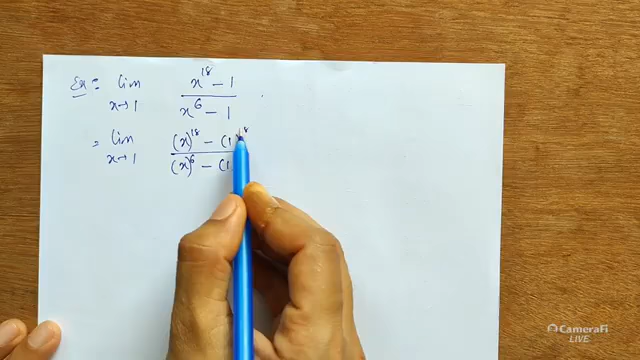 Ex: lim x→1 x^18 - 1 / x^6 - 1
= lim x→1 (x)^18 - (1)^18 / (x)^6 - (1
CameraFi
LIVE